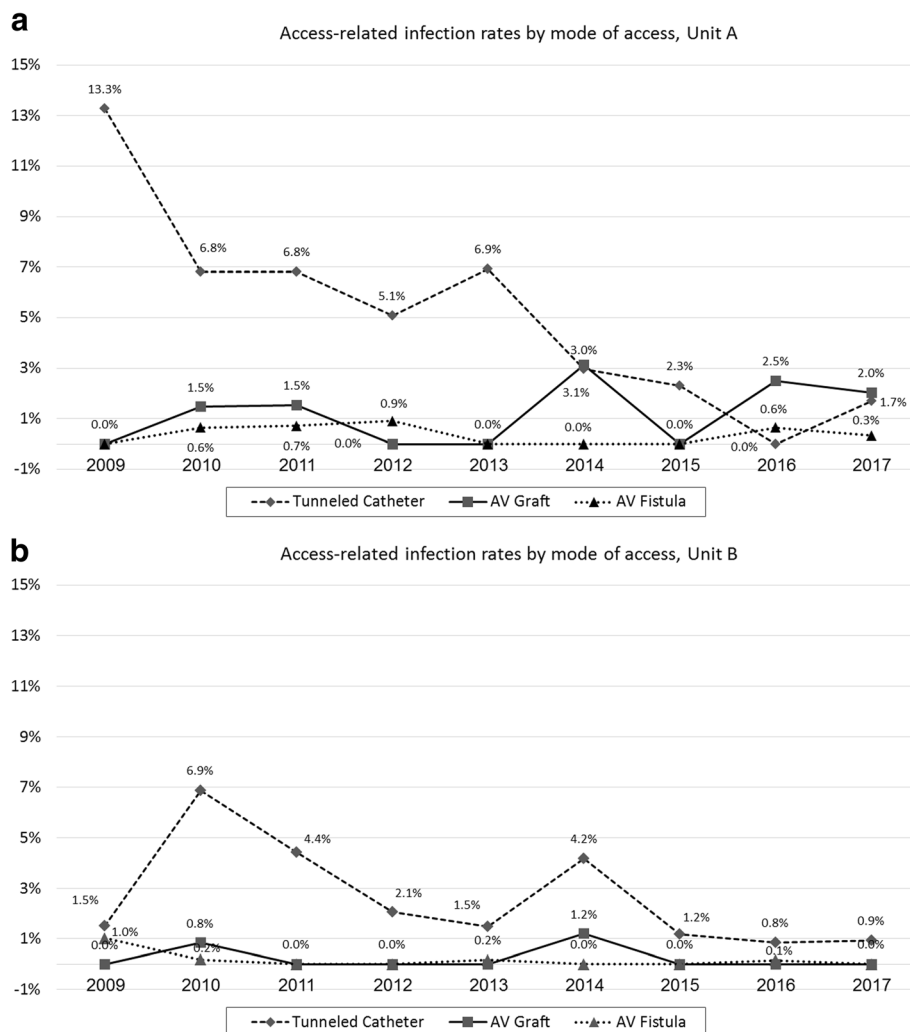 a
Access-related infection rates by mode of access, Unit A
15%
13.3%
13%
11%
9%
6.8% 6.8% 6.9%
7%
5.1%
5%
3.0%
3%
2.3% 2.5% 2.0%
1.5% 1.5% 3.1% 1.7%
0.9% 0.6%
1%
0.0% 0.0% 0.0% 0.0% 0.3%
0.6% 0.7% 0.0% 0.0%
-1%
2009 2010 2011 2012 2013 2014 2015 2016 2017
Tunneled Catheter AV Graft AV Fistula
b
Access-related infection rates by mode of access, Unit B
15%
13%
11%
9%
6.9%
7%
5%
4.4% 4.2%
3%
1.5% 2.1% 1.5% 1.2%
1.2% 0.8% 0.9%
0.8%
1%
1.0%
0.0% 0.2% 0.0% 0.0% 0.2% 0.0% 0.0% 0.1% 0.0%
-1%
2009 2010 2011 2012 2013 2014 2015 2016 2017
Tunneled Catheter AV Graft AV Fistula